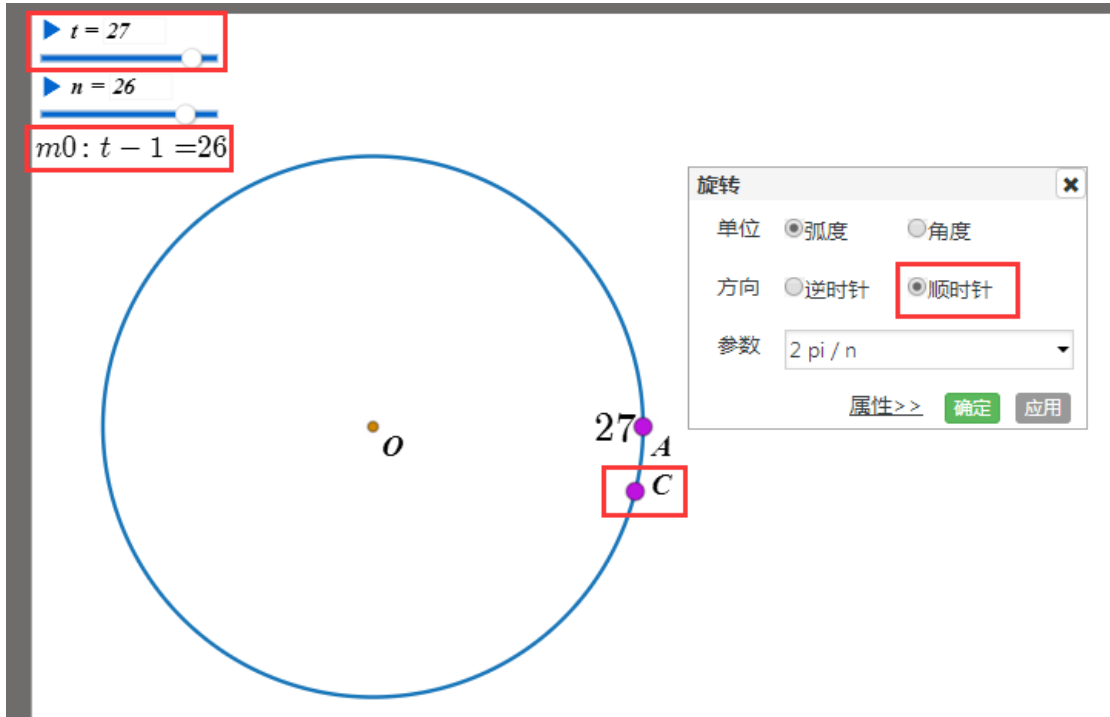 t = 27
n = 26
m0 : t − 1 =26
旋转
单位 弧度 角度
方向 逆时针 顺时针
参数 2 pi / n
属性>> 确定 应用
27
A
O
C